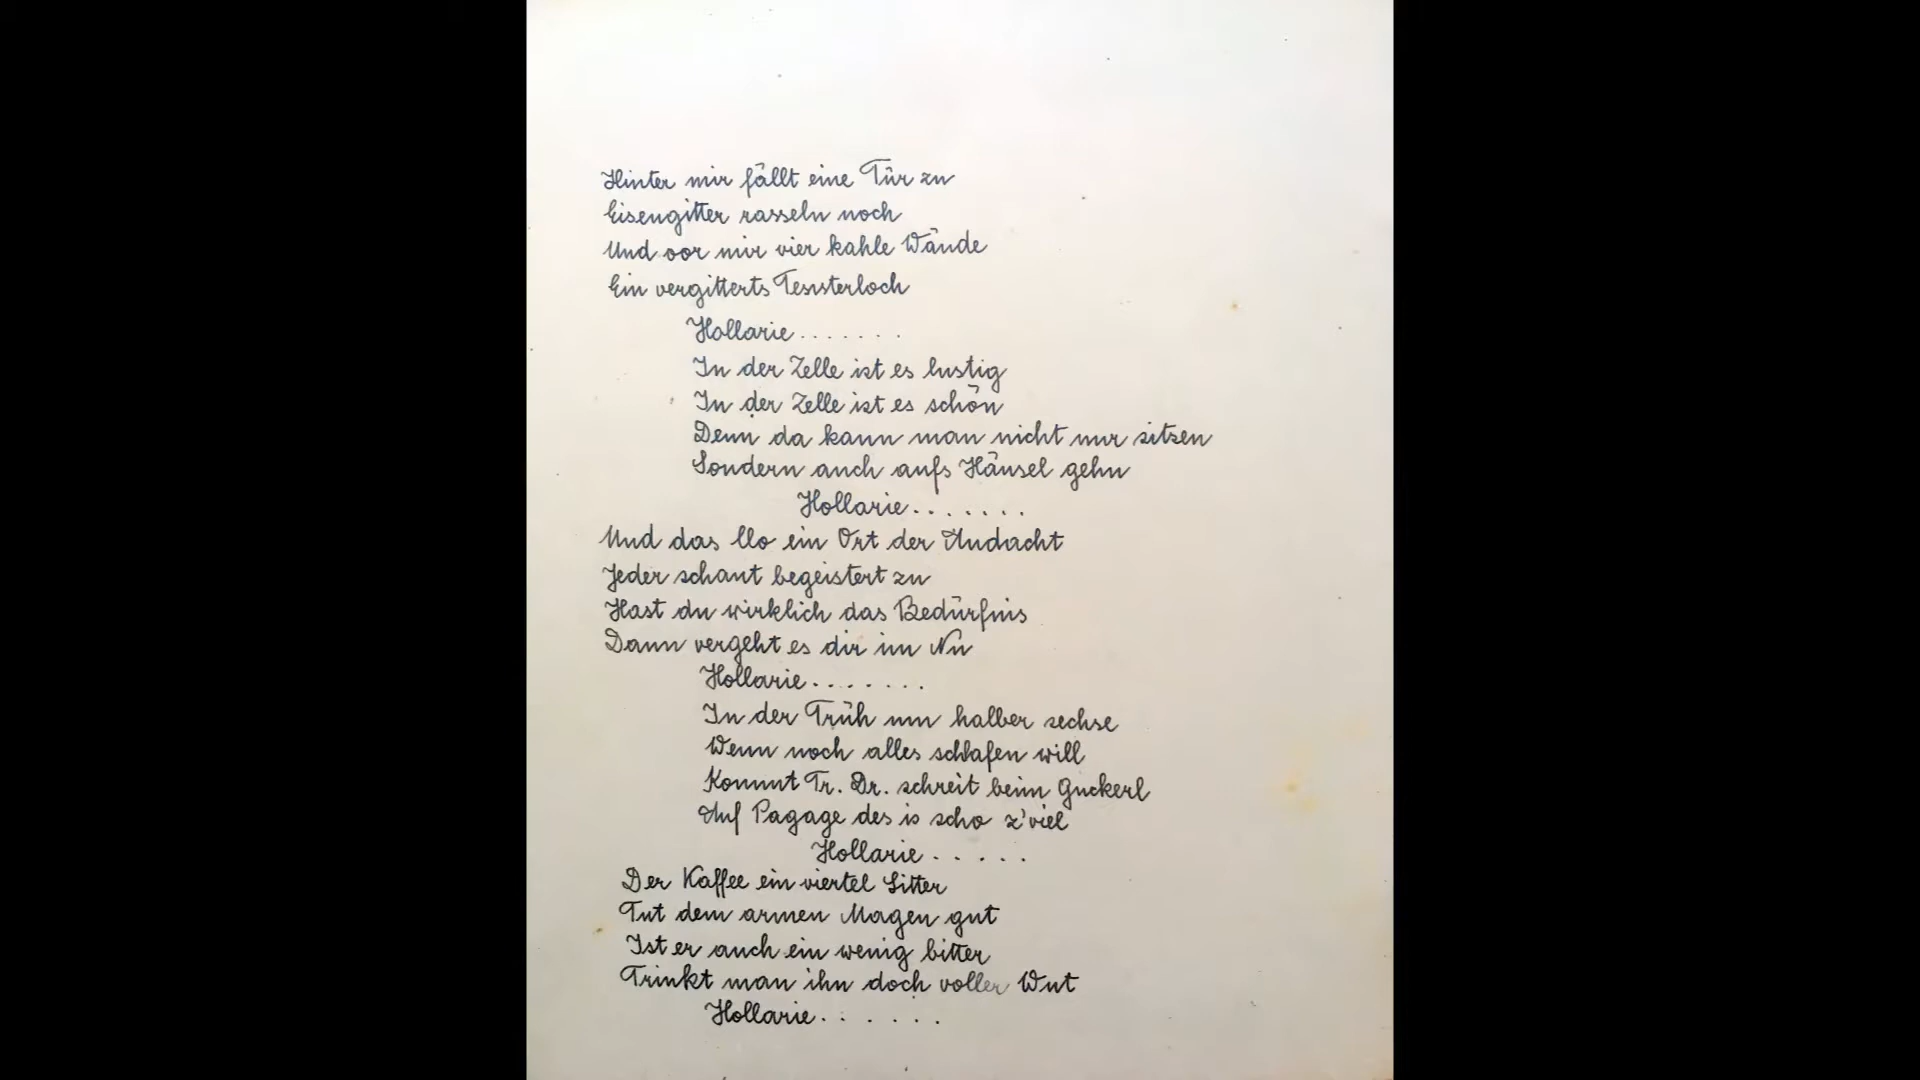 Hinter mir fällt eine Tür zu
Eisengitter rasseln noch
Und vor mir vier kahle Wände
Ein vergitterts Fensterloch
Hollarie.......
In der Zelle ist es lustig
In der Zelle ist es schön
Denn da kann man nicht nur sitzen
Sondern auch aufs Häusel gehn
Hollarie.......
Und das Clo ein Ort der Andacht
Jeder schaut begeistert zu
Hast du wirklich das Bedürfnis
Dann vergeht es dir im Nu
Hollarie.......
In der Früh um halber sechse
Wenn noch alles schlafen will
Kommt Fr. Dr. schreit beim Guckerl
Auf Pagage des is scho z'viel
Hollarie.....
Der Kaffee ein viertel Litter
Tut dem armen Magen gut
Ist er auch ein wenig bitter
Trinkt man ihn doch voller Wut
Hollarie......